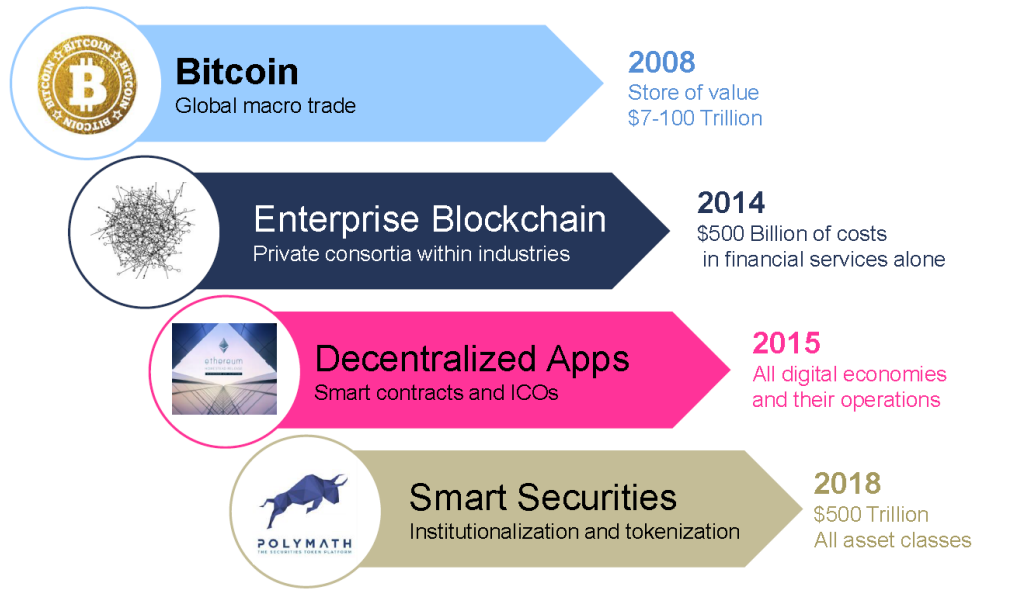 BITCOIN BITCOIN BITCOIN BITCOIN
Bitcoin
Global macro trade
2008
Store of value
$7-100 Trillion
Enterprise Blockchain
Private consortia within industries
2014
$500 Billion of costs
in financial services alone
ethereum
Decentralized Apps
Smart contracts and ICOs
2015
All digital economies
and their operations
POLYMATH
THE SECURITIES TOKEN PLATFORM
Smart Securities
Institutionalization and tokenization
2018
$500 Trillion
All asset classes